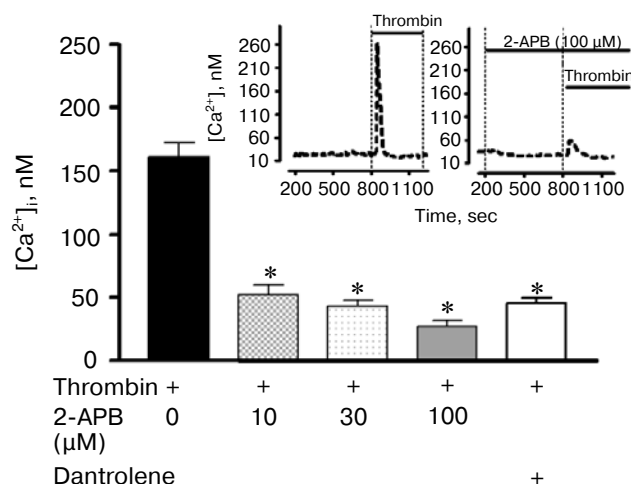 250
200
150
100
50
0
[Ca²⁺]ᵢ, nM
260
210
160
110
60
10
[Ca²⁺]ᵢ, nM
Thrombin
200 500 800 1100
260
210
160
110
60
10
2-APB (100 μM)
Thrombin
200 500 800 1100
Time, sec
* * * *
Thrombin + + + + +
2-APB 0 10 30 100
(μM)
Dantrolene +